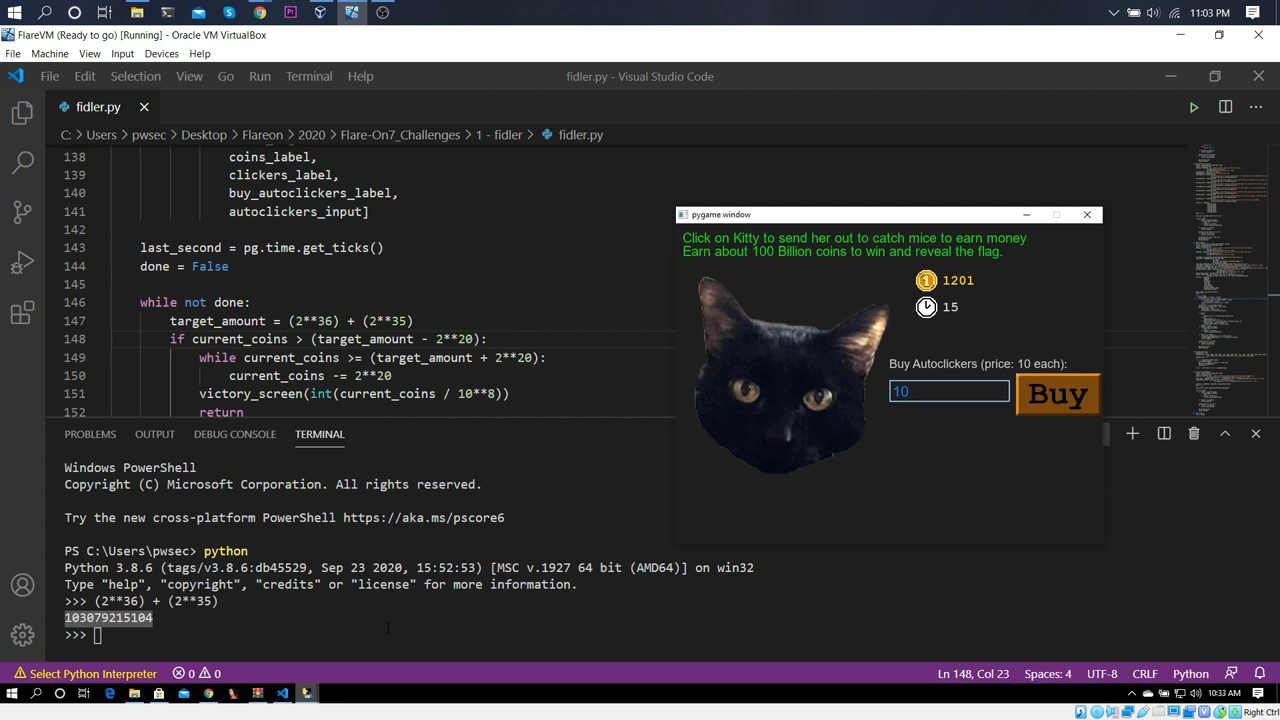 11:03 PM
FlareVM (Ready to go) [Running] - Oracle VM VirtualBox
File Machine View Input Devices Help
File Edit Selection View Go Run Terminal Help
fidler.py - Visual Studio Code
fidler.py
C: > Users > pwsec > Desktop > Flareon > 2020 > Flare-On7_Challenges > 1 - fidler > fidler.py
138 coins_label,
139 clickers_label,
140 buy_autoclickers_label,
141 autoclickers_input]
142
143 last_second = pg.time.get_ticks()
144 done = False
145
146 while not done:
147 target_amount = (2**36) + (2**35)
148 if current_coins > (target_amount - 2**20):
149 while current_coins >= (target_amount + 2**20):
150 current_coins -= 2**20
151 victory_screen(int(current_coins / 10**8))
152 return
pygame window
Click on Kitty to send her out to catch mice to earn money
Earn about 100 Billion coins to win and reveal the flag.
1 1201
15
Buy Autoclickers (price: 10 each):
10
Buy
PROBLEMS OUTPUT DEBUG CONSOLE TERMINAL
Windows PowerShell
Copyright (C) Microsoft Corporation. All rights reserved.
Try the new cross-platform PowerShell https://aka.ms/pscore6
PS C:\Users\pwsec> python
Python 3.8.6 (tags/v3.8.6:db45529, Sep 23 2020, 15:52:53) [MSC v.1927 64 bit (AMD64)] on win32
Type "help", "copyright", "credits" or "license" for more information.
>>> (2**36) + (2**35)
103079215104
>>>
Select Python Interpreter 0 0 Ln 148, Col 23 Spaces: 4 UTF-8 CRLF Python
10:33 AM
Right Ctrl